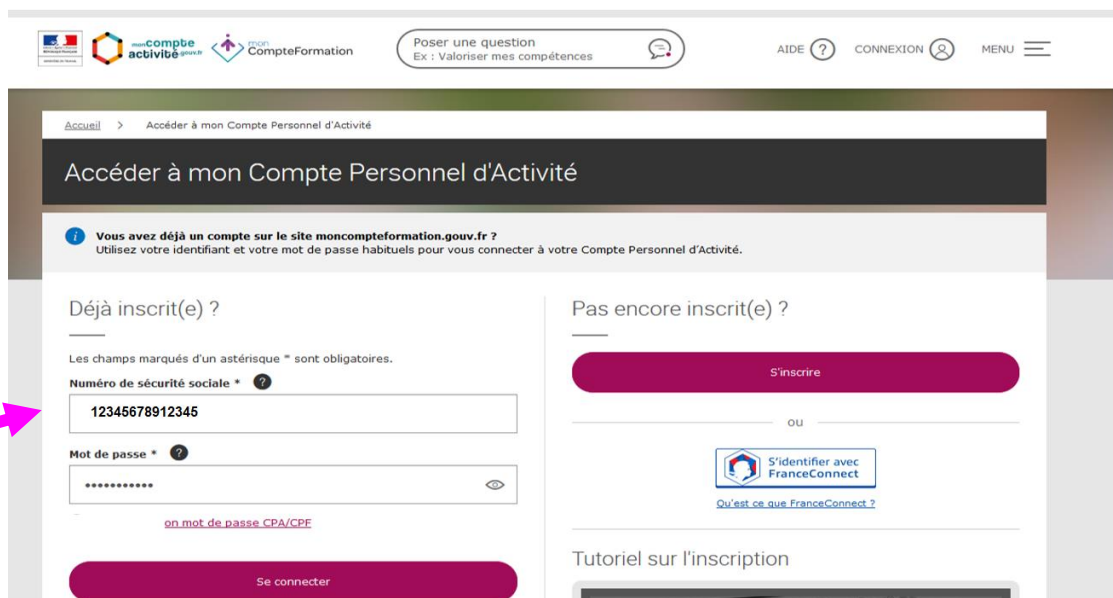 moncompte
activité.gouv.fr
mon
CompteFormation
Poser une question
Ex : Valoriser mes compétences
AIDE ?
CONNEXION
MENU
Accueil > Accéder à mon Compte Personnel d'Activité
Accéder à mon Compte Personnel d'Activité
Vous avez déjà un compte sur le site moncompteformation.gouv.fr ?
Utilisez votre identifiant et votre mot de passe habituels pour vous connecter à votre Compte Personnel d'Activité.
Déjà inscrit(e) ?
Les champs marqués d'un astérisque * sont obligatoires.
Numéro de sécurité sociale * ?
12345678912345
Mot de passe * ?
•••••••••••
on mot de passe CPA/CPF
Se connecter
Pas encore inscrit(e) ?
S'inscrire
ou
S'identifier avec
FranceConnect
Qu'est ce que FranceConnect ?
Tutoriel sur l'inscription